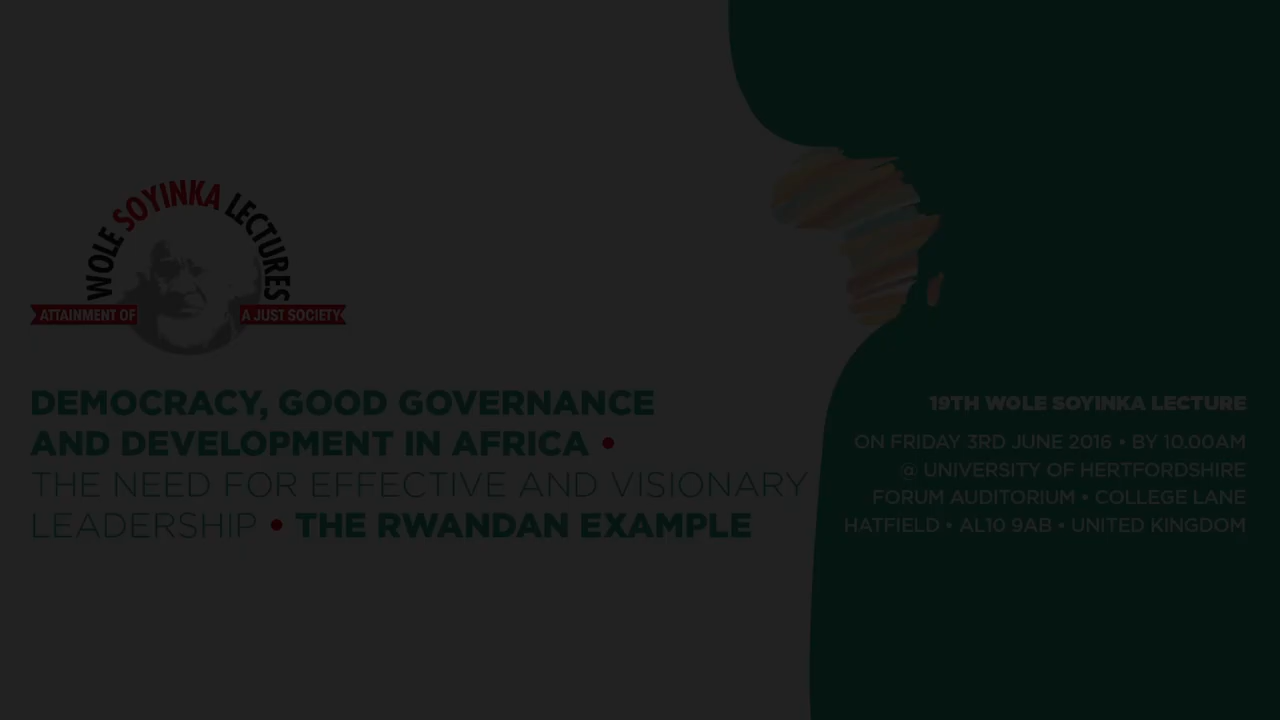 WOLE SOYINKA LECTURES
ATTAINMENT OF A JUST SOCIETY
DEMOCRACY, GOOD GOVERNANCE
AND DEVELOPMENT IN AFRICA •
THE NEED FOR EFFECTIVE AND VISIONARY
LEADERSHIP • THE RWANDAN EXAMPLE
19TH WOLE SOYINKA LECTURE
ON FRIDAY 3RD JUNE 2016 • BY 10.00AM
@ UNIVERSITY OF HERTFORDSHIRE
FORUM AUDITORIUM • COLLEGE LANE
HATFIELD • AL10 9AB • UNITED KINGDOM